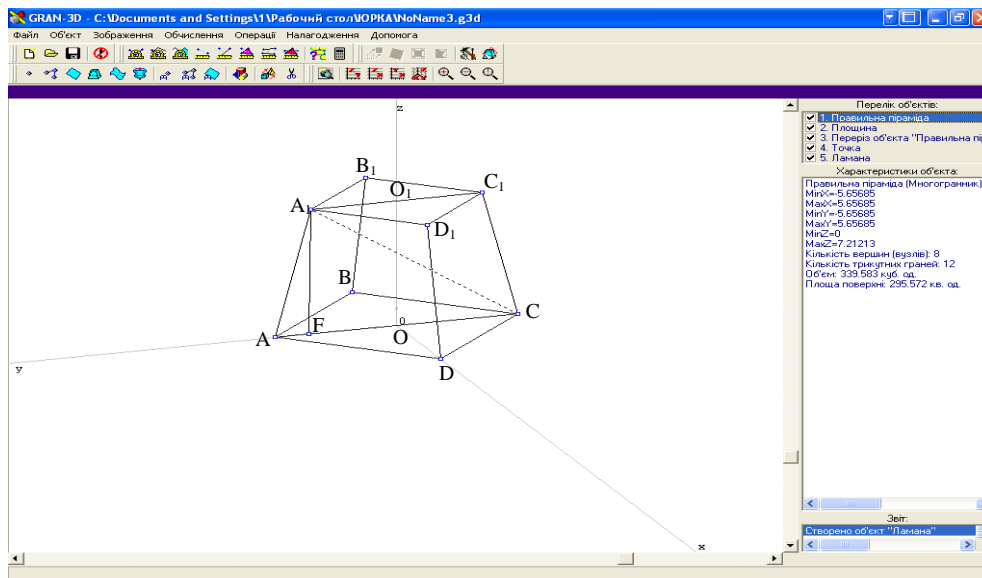 GRAN-3D - C:\Documents and Settings\1\Рабочий стол\ЮРКА\NoName3.g3d
Файл Об'єкт Зображення Обчислення Операції Налагодження Допомога
Перелік об'єктів:
1. Правильна піраміда
2. Площина
3. Переріз об'єкта "Правильна пі
4. Точка
5. Ламана
Характеристики об'єкта:
Правильна піраміда (Многогранник)
MinX=-5.65685
MaxX=5.65685
MinY=-5.65685
MaxY=5.65685
MinZ=0
MaxZ=7.21213
Кількість вершин (вузлів): 8
Кількість трикутних граней: 12
Об'єм: 339.583 куб. од.
Площа поверхні: 295.572 кв. од.
Звіт:
Створено об'єкт "Ламана"
z
B1
O1
C1
A1
D1
B
C
F
0
O
A
D
y
x